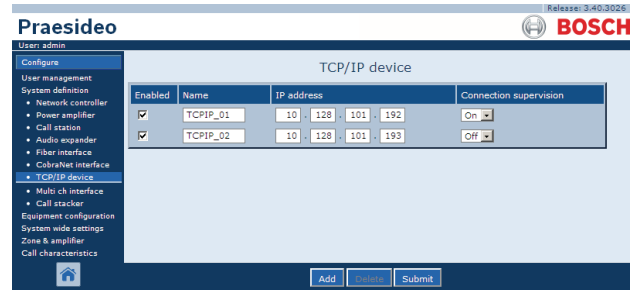 Release: 3.40.3026
Praesideo
BOSCH
User: admin
Configure
User management
System definition
• Network controller
• Power amplifier
• Call station
• Audio expander
• Fiber interface
• CobraNet interface
• TCP/IP device
• Multi ch interface
• Call stacker
Equipment configuration
System wide settings
Zone & amplifier
Call characteristics
TCP/IP device
Enabled Name IP address Connection supervision
TCPIP_01 10 . 128 . 101 . 192 On
TCPIP_02 10 . 128 . 101 . 193 Off
Add Delete Submit